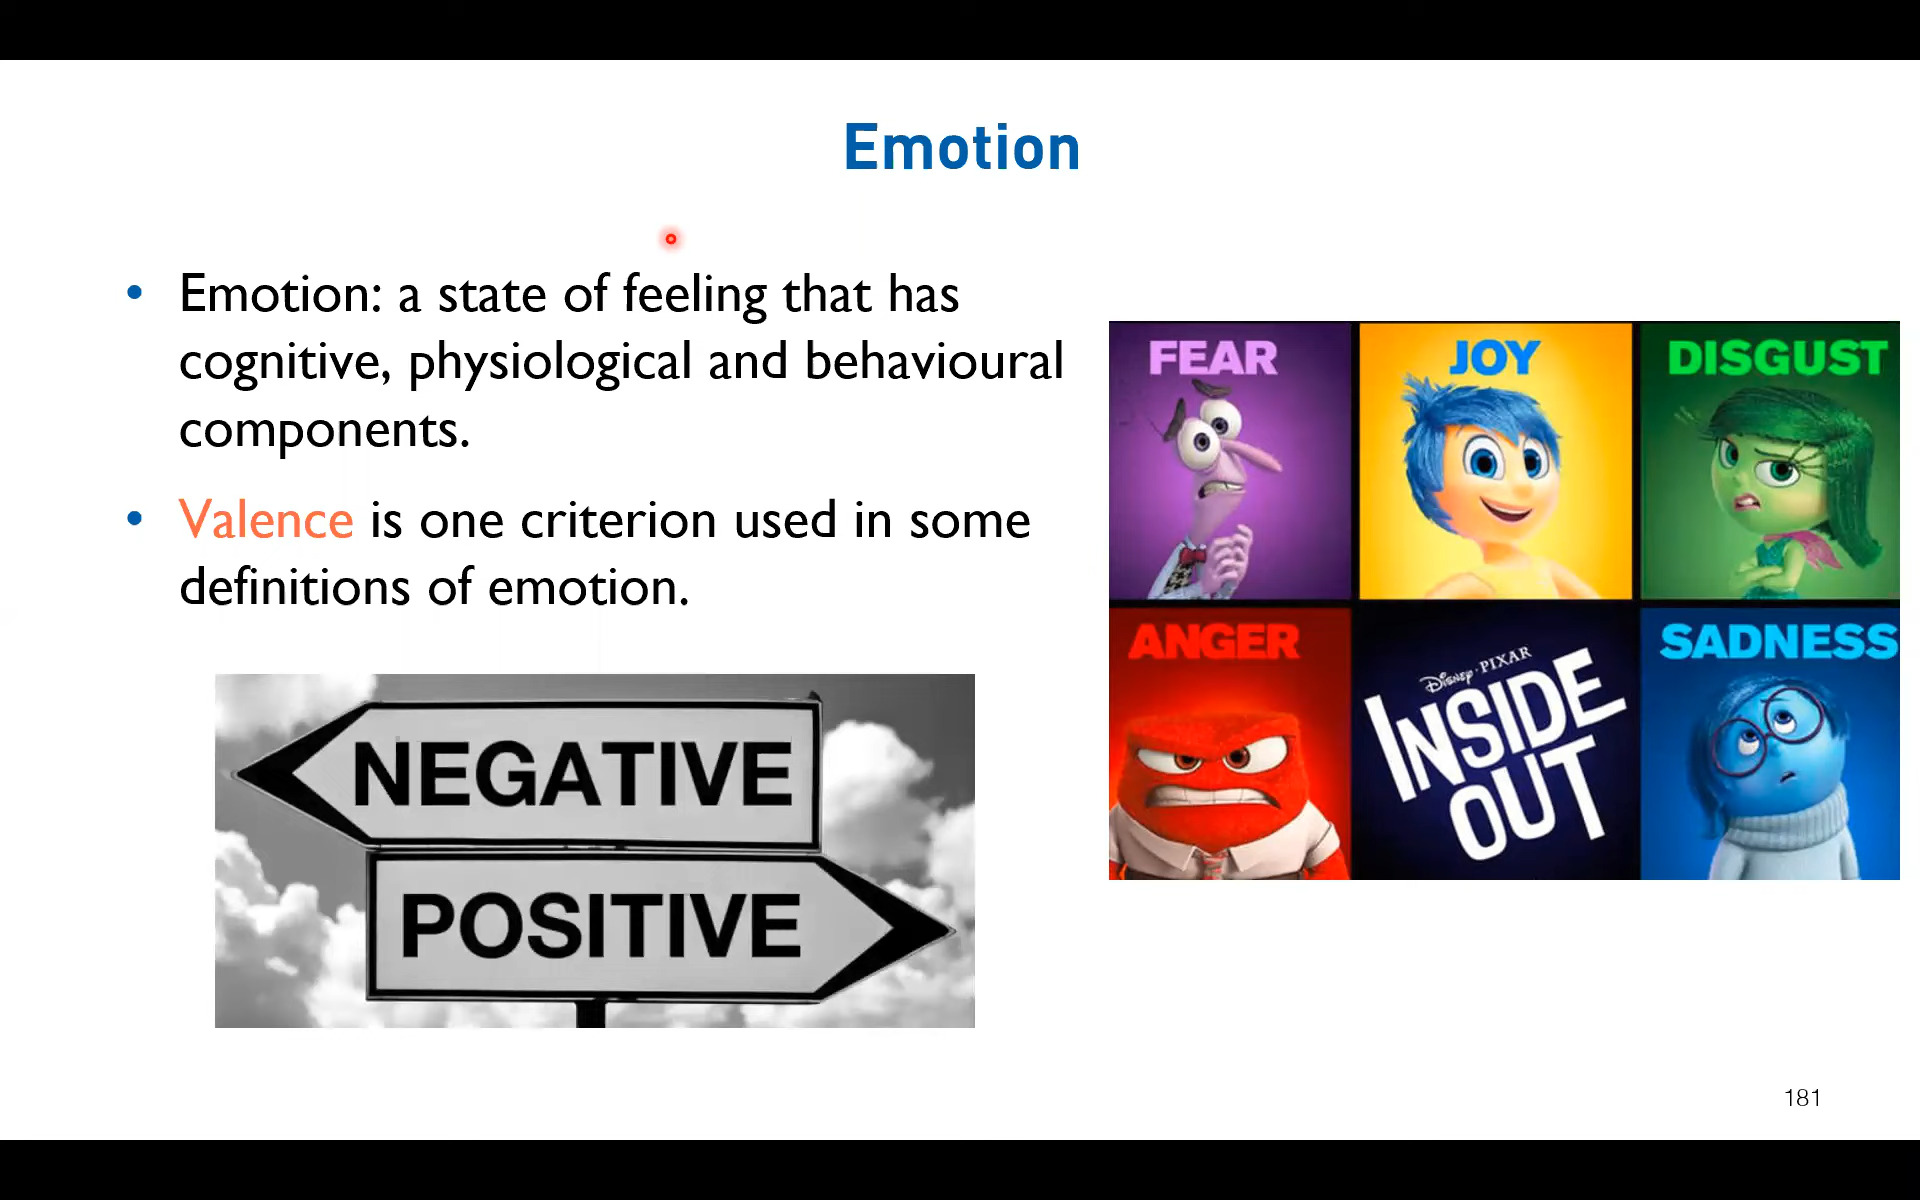 Emotion
• Emotion: a state of feeling that has
cognitive, physiological and behavioural
components.
• Valence is one criterion used in some
definitions of emotion.
NEGATIVE
POSITIVE
FEAR
JOY
DISGUST
ANGER
DISNEY·PIXAR
INSIDE
OUT
SADNESS
181